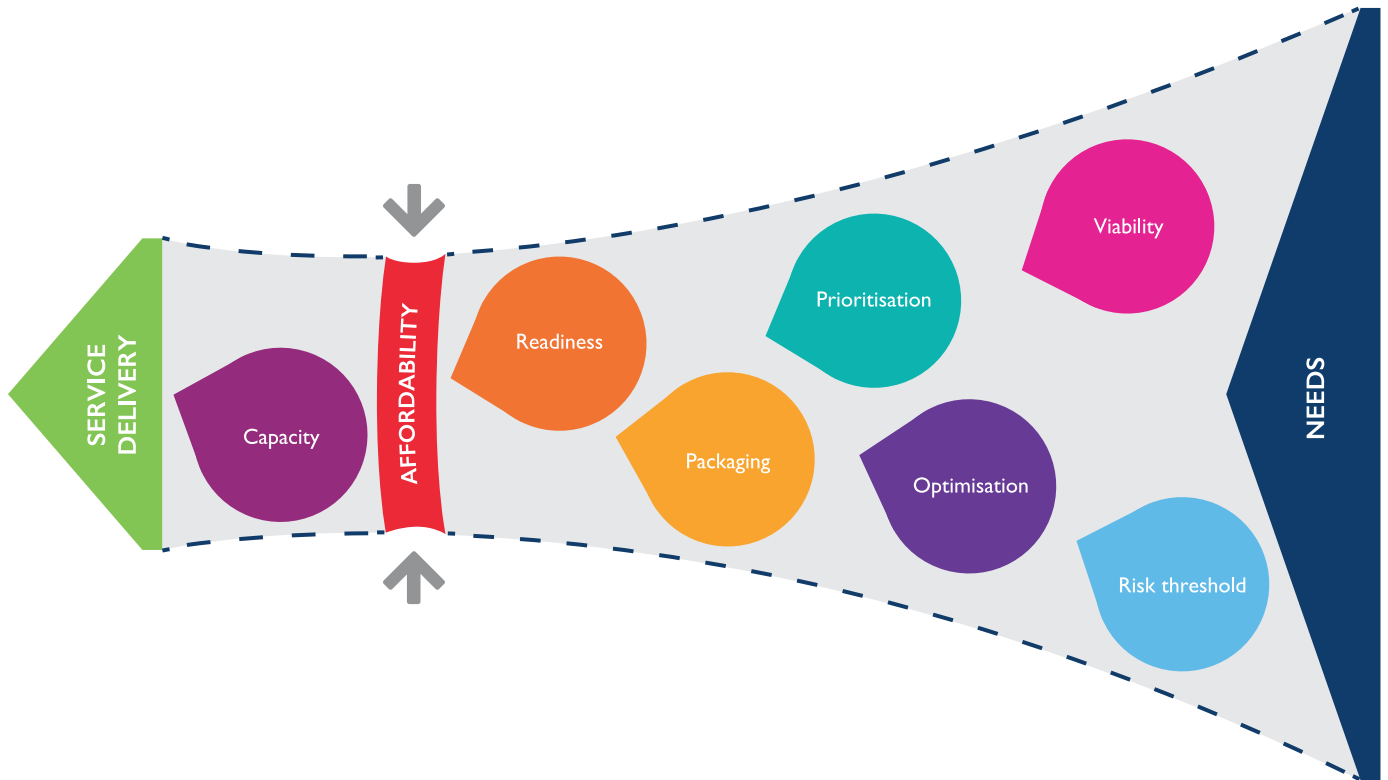 SERVICE
DELIVERY
Capacity
AFFORDABILITY
Readiness
Packaging
Prioritisation
Optimisation
Viability
Risk threshold
NEEDS